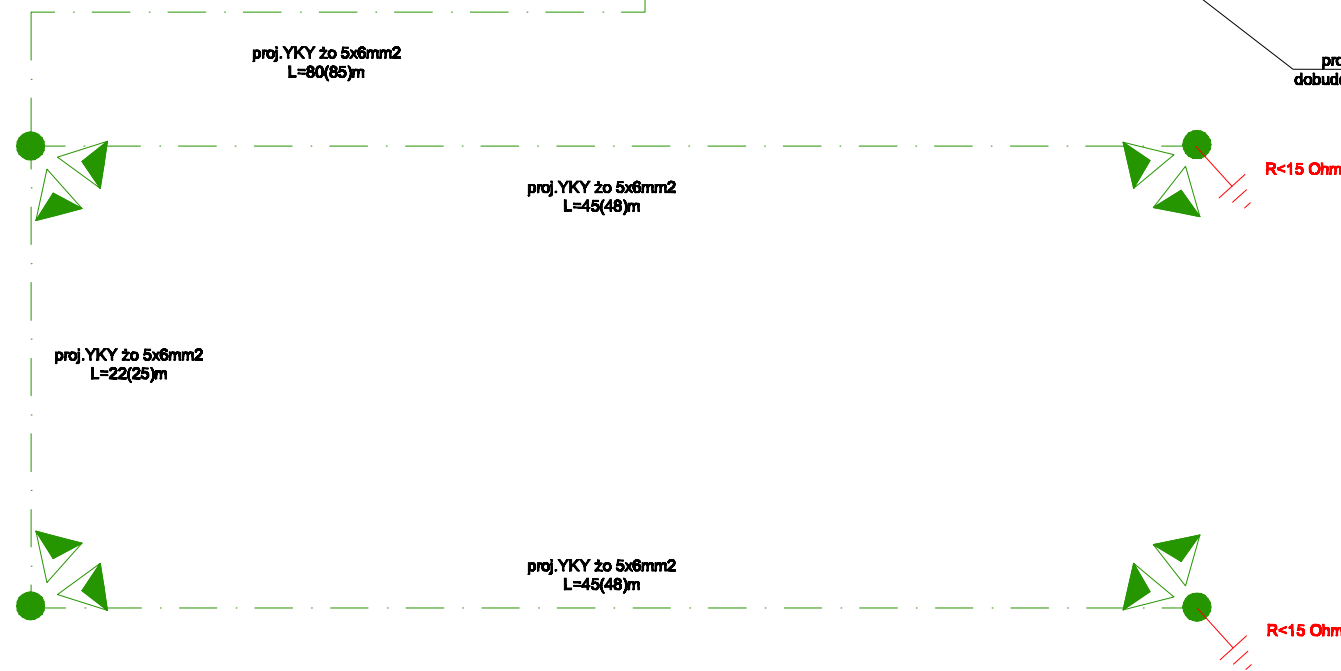 proj.YKY żo 5x6mm2
L=80(85)m
R<15 Ohm
proj.YKY żo 5x6mm2
L=45(48)m
proj.YKY żo 5x6mm2
L=22(25)m
proj.YKY żo 5x6mm2
L=45(48)m
R<15 Ohm